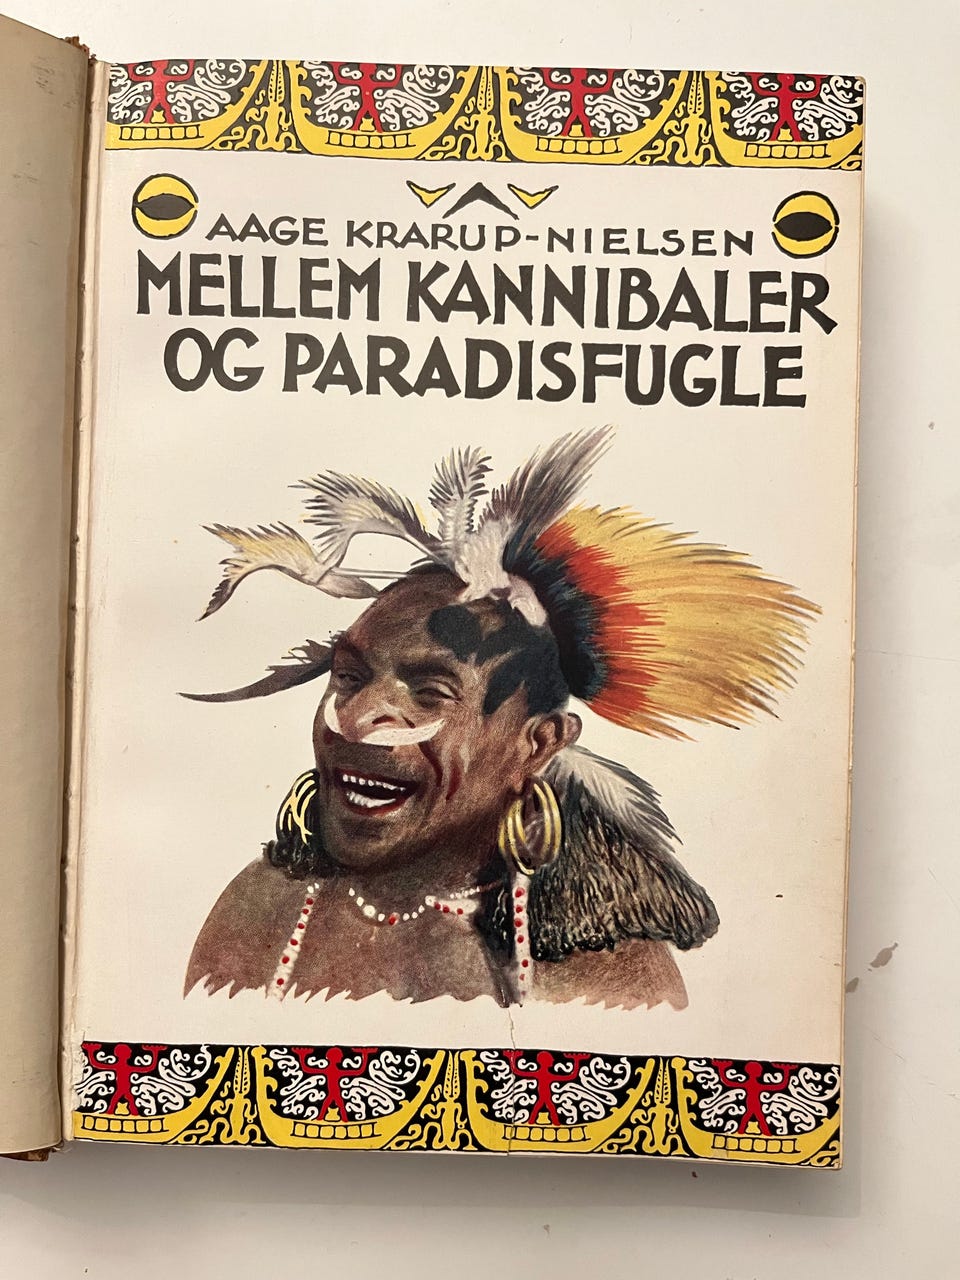 AAGE KRARUP-NIELSEN
MELLEM KANNIBALER
OG PARADISFUGLE